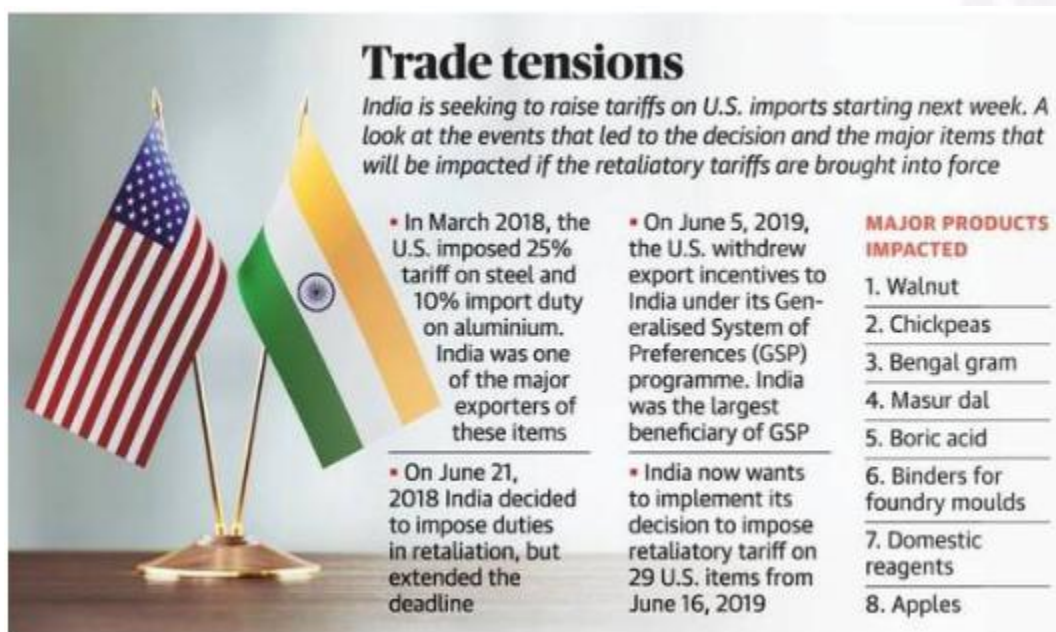 Trade tensions
India is seeking to raise tariffs on U.S. imports starting next week. A
look at the events that led to the decision and the major items that
will be impacted if the retaliatory tariffs are brought into force
▪ In March 2018, the
U.S. imposed 25%
tariff on steel and
10% import duty
on aluminium.
India was one
of the major
exporters of
these items
▪ On June 21,
2018 India decided
to impose duties
in retaliation, but
extended the
deadline
▪ On June 5, 2019,
the U.S. withdrew
export incentives to
India under its Gen-
eralised System of
Preferences (GSP)
programme. India
was the largest
beneficiary of GSP
▪ India now wants
to implement its
decision to impose
retaliatory tariff on
29 U.S. items from
June 16, 2019
MAJOR PRODUCTS
IMPACTED
1. Walnut
2. Chickpeas
3. Bengal gram
4. Masur dal
5. Boric acid
6. Binders for
foundry moulds
7. Domestic
reagents
8. Apples